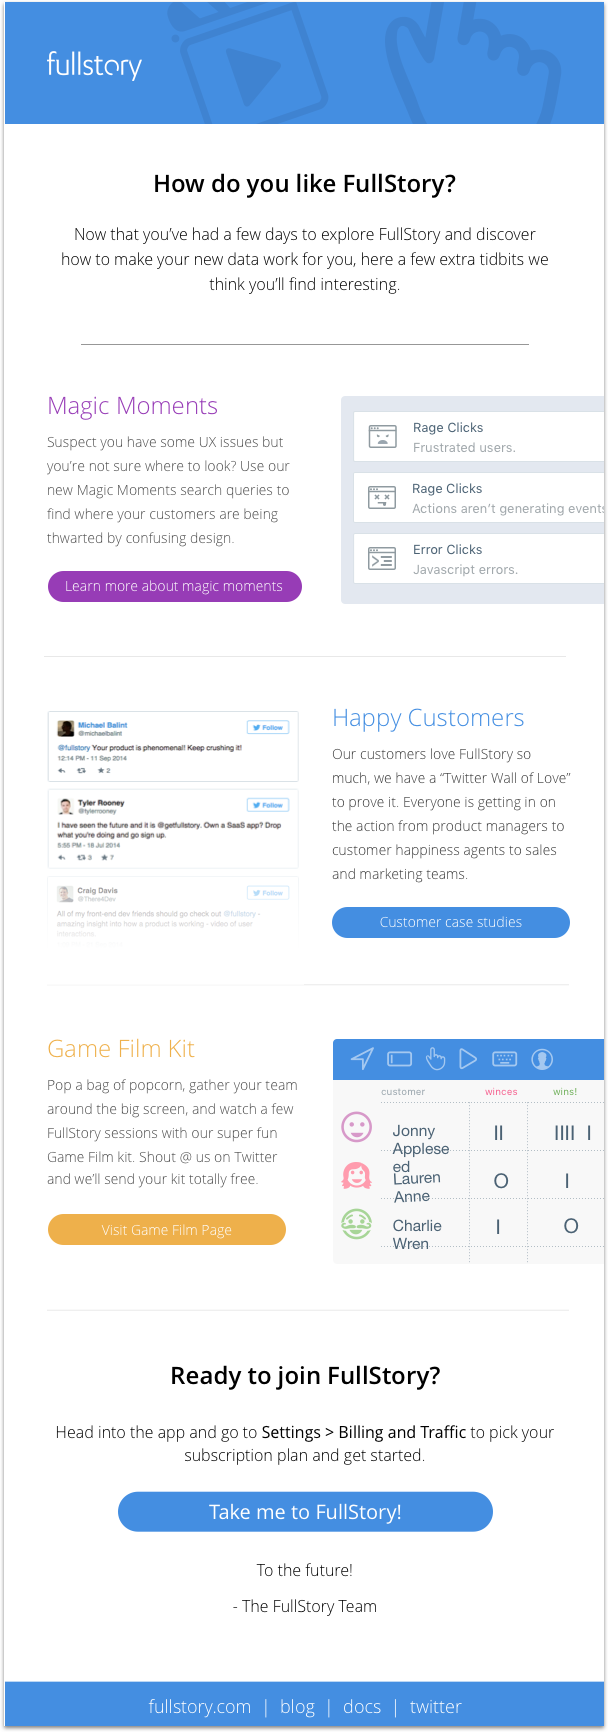 fullstory
How do you like FullStory?
Now that you’ve had a few days to explore FullStory and discover
how to make your new data work for you, here a few extra tidbits we
think you’ll find interesting.
Magic Moments
Suspect you have some UX issues but
you’re not sure where to look? Use our
new Magic Moments search queries to
find where your customers are being
thwarted by confusing design.
Learn more about magic moments
Rage Clicks
Frustrated users.
Rage Clicks
Actions aren’t generating events
Error Clicks
Javascript errors.
Michael Balint
@michaelbalint
Follow
@fullstory Your product is phenomenal! Keep crushing it!
12:14 PM - 11 Sep 2014
2
Tyler Rooney
@tylerrooney
Follow
I have seen the future and it is @getfullstory. Own a SaaS app? Drop
what you're doing and go sign up.
5:55 PM - 18 Jul 2014
3 7
Craig Davis
@There4Dev
Follow
All of my front-end dev friends should go check out @fullstory -
amazing insight into how a product is working - video of user
interactions.
Happy Customers
Our customers love FullStory so
much, we have a “Twitter Wall of Love”
to prove it. Everyone is getting in on
the action from product managers to
customer happiness agents to sales
and marketing teams.
Customer case studies
Game Film Kit
Pop a bag of popcorn, gather your team
around the big screen, and watch a few
FullStory sessions with our super fun
Game Film kit. Shout @ us on Twitter
and we’ll send your kit totally free.
Visit Game Film Page
customer winces wins!
Jonny
Applese
ed
II IIII I
Lauren
Anne
O I
Charlie
Wren
I O
Ready to join FullStory?
Head into the app and go to Settings > Billing and Traffic to pick your
subscription plan and get started.
Take me to FullStory!
To the future!
- The FullStory Team
fullstory.com | blog | docs | twitter